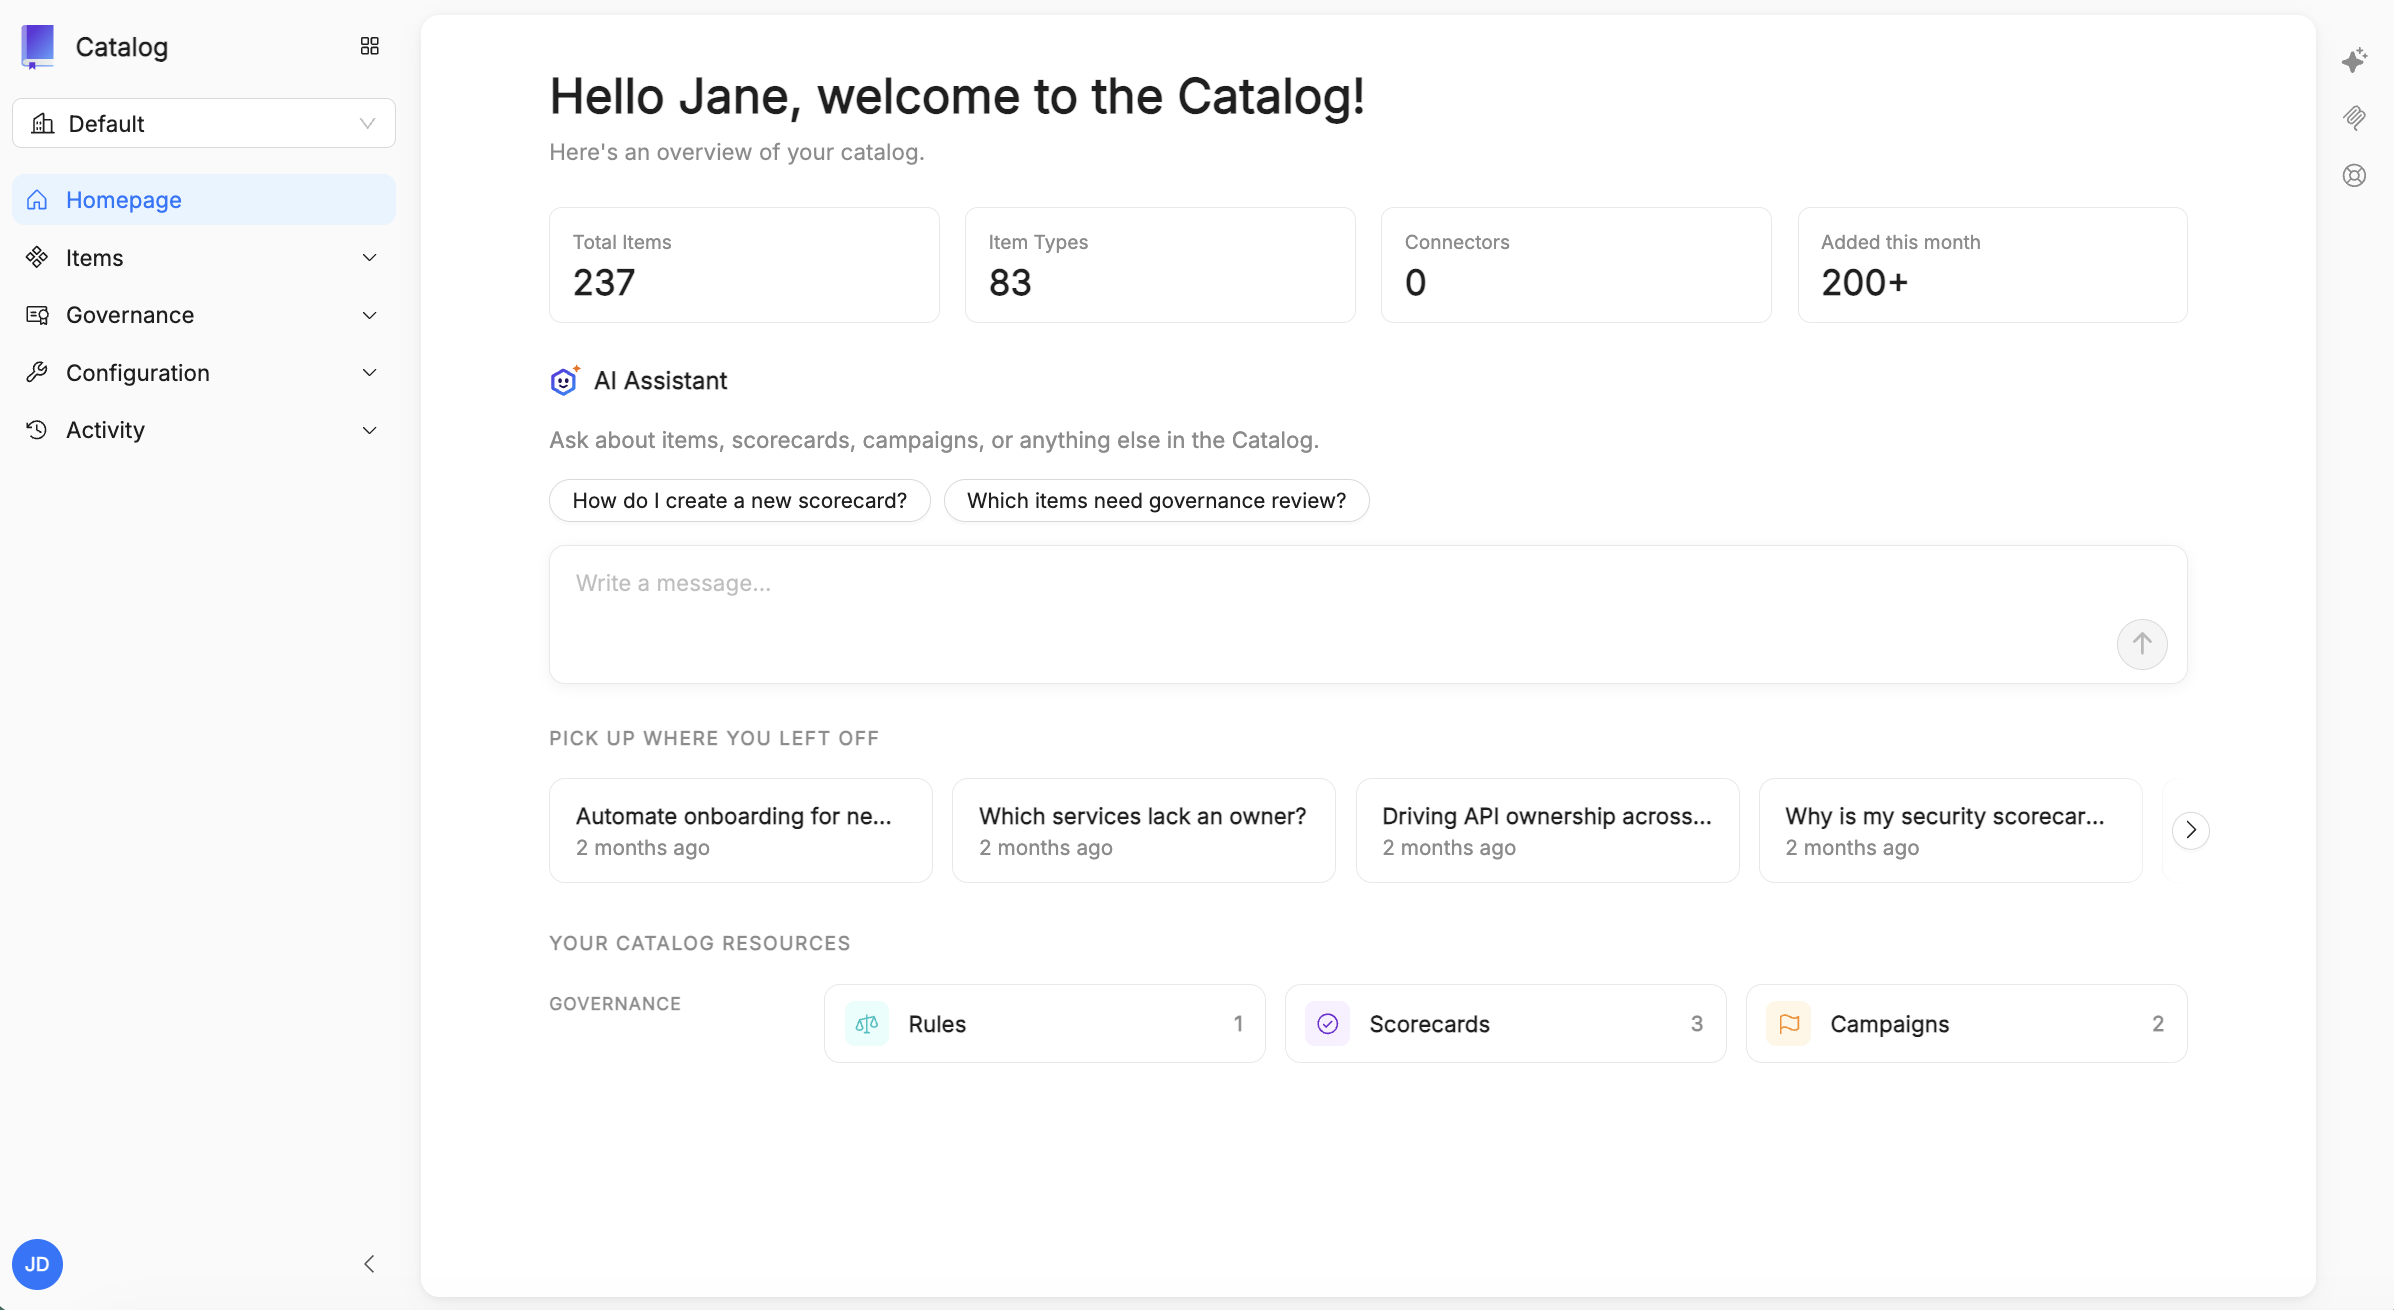 Catalog
Default
Homepage
Items
Governance
Configuration
Activity
JD
Hello Jane, welcome to the Catalog!
Here's an overview of your catalog.
Total Items
237
Item Types
83
Connectors
0
Added this month
200+
AI Assistant
Ask about items, scorecards, campaigns, or anything else in the Catalog.
How do I create a new scorecard?
Which items need governance review?
Write a message...
PICK UP WHERE YOU LEFT OFF
Automate onboarding for ne...
2 months ago
Which services lack an owner?
2 months ago
Driving API ownership across...
2 months ago
Why is my security scorecar...
2 months ago
YOUR CATALOG RESOURCES
GOVERNANCE
Rules
1
Scorecards
3
Campaigns
2